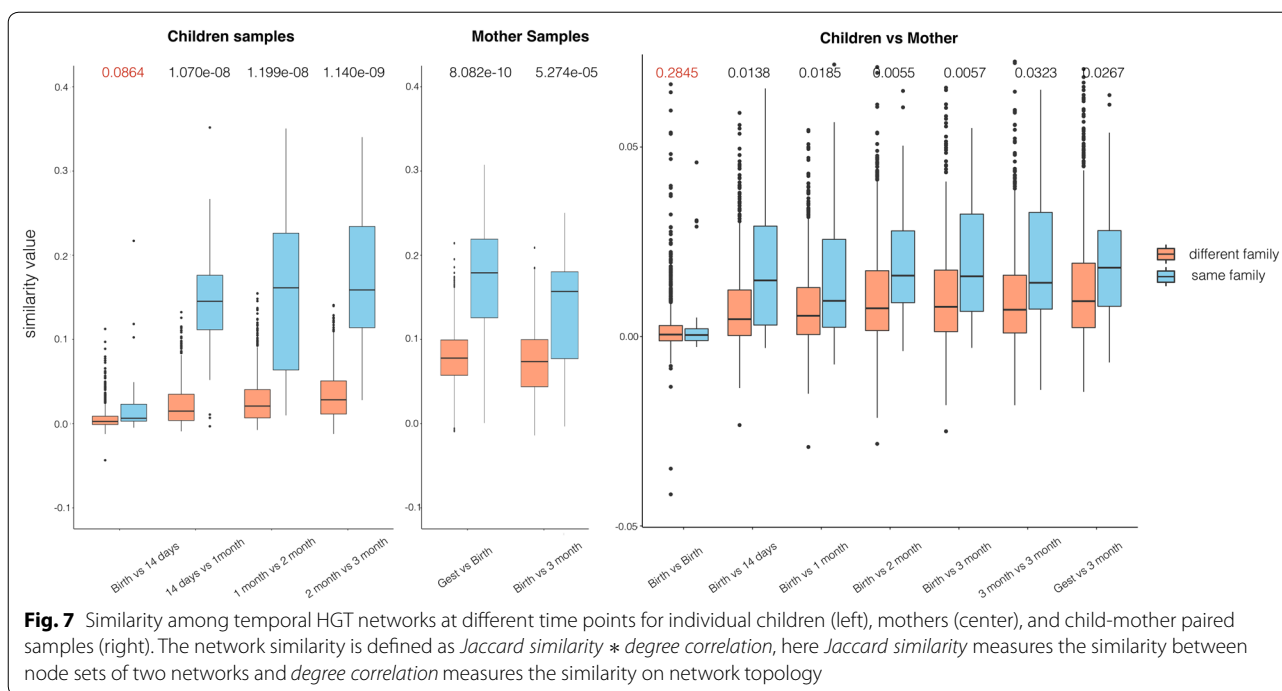 Children samples
Mother Samples
Children vs Mother
0.0864 1.070e-08 1.199e-08 1.140e-09
8.082e-10 5.274e-05
0.2845 0.0138 0.0185 0.0055 0.0057 0.0323 0.0267
similarity value
0.4
0.3
0.2
0.1
0.0
-0.1
0.4
0.3
0.2
0.1
0.0
-0.1
0.05
0.00
-0.05
Birth vs 14 days
14 days vs 1month
1 month vs 2 month
2 month vs 3 month
Gest vs Birth
Birth vs 3 month
Birth vs Birth
Birth vs 14 days
Birth vs 1 month
Birth vs 2 month
Birth vs 3 month
3 month vs 3 month
Gest vs 3 month
different family
same family
Fig. 7 Similarity among temporal HGT networks at different time points for individual children (left), mothers (center), and child-mother paired
samples (right). The network similarity is defined as Jaccard similarity * degree correlation, here Jaccard similarity measures the similarity between
node sets of two networks and degree correlation measures the similarity on network topology